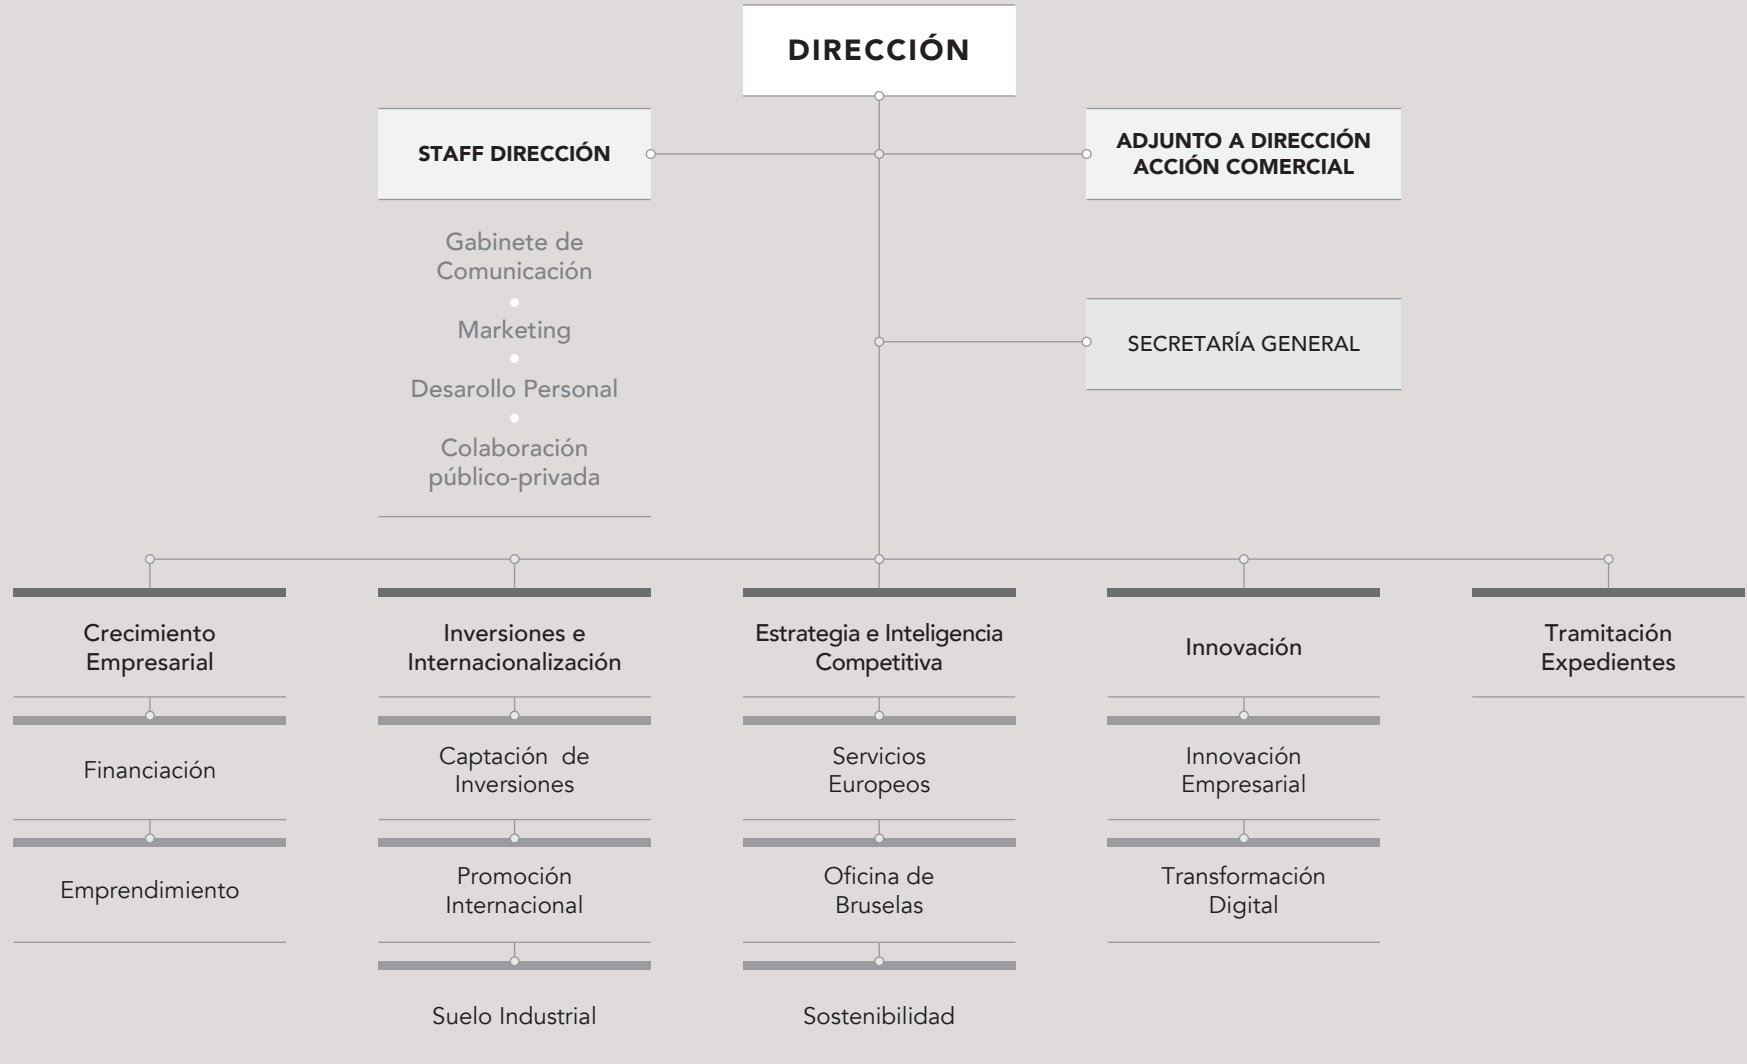 DIRECCIÓN
STAFF DIRECCIÓN
ADJUNTO A DIRECCIÓN
ACCIÓN COMERCIAL
Gabinete de
Comunicación
Marketing
Desarollo Personal
Colaboración
público-privada
SECRETARÍA GENERAL
Crecimiento
Empresarial
Financiación
Emprendimiento
Inversiones e
Internacionalización
Captación de
Inversiones
Promoción
Internacional
Suelo Industrial
Estrategia e Inteligencia
Competitiva
Servicios
Europeos
Oficina de
Bruselas
Sostenibilidad
Innovación
Innovación
Empresarial
Transformación
Digital
Tramitación
Expedientes